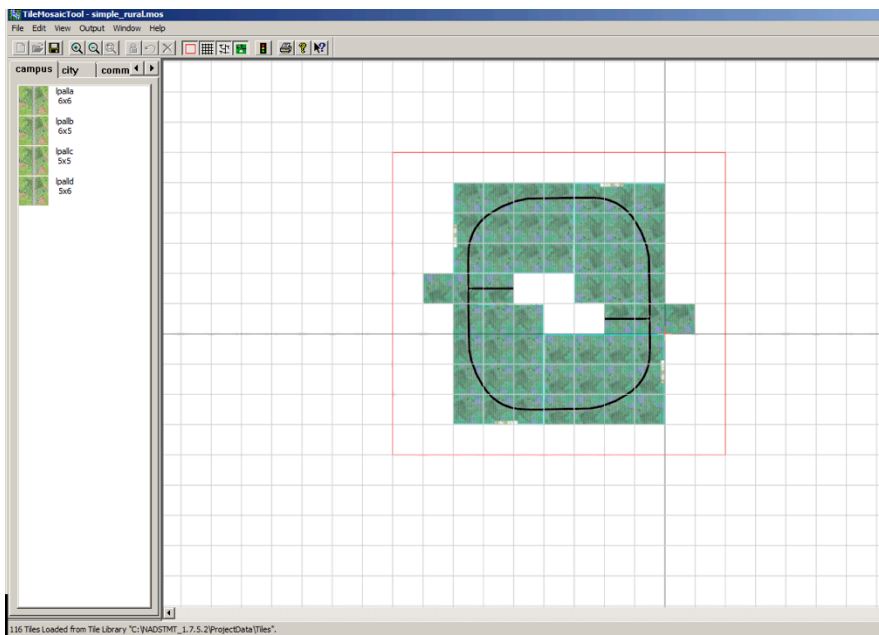 TileMosaicTool - simple_rural.mos
File Edit View Output Window Help
campus city comm
lpalla
6x6
lpallb
6x5
lpallc
5x5
lpalld
5x6
116 Tiles Loaded from Tile Library "C:\NADSTMT_1.7.5.2\ProjectData\Tiles".